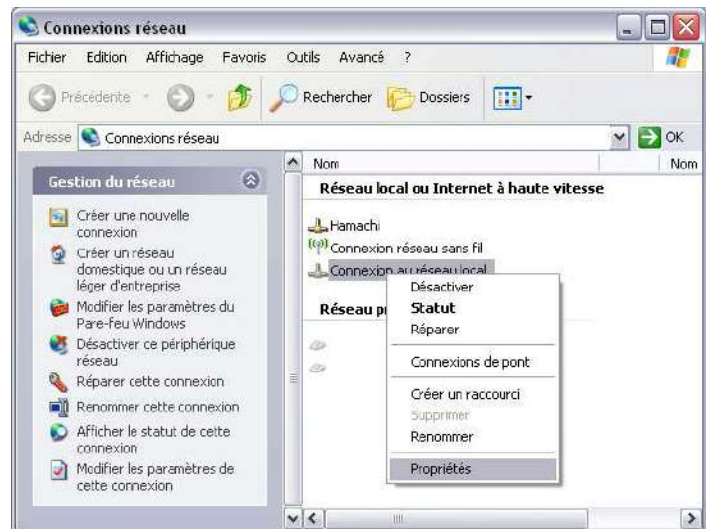 Connexions réseau
Fichier Edition Affichage Favoris Outils Avancé ?
Précédente Rechercher Dossiers
Adresse Connexions réseau OK
Nom Nom
Gestion du réseau
Créer une nouvelle
connexion
Créer un réseau
domestique ou un réseau
léger d'entreprise
Modifier les paramètres du
Pare-feu Windows
Désactiver ce périphérique
réseau
Réparer cette connexion
Renommer cette connexion
Afficher le statut de cette
connexion
Modifier les paramètres de
cette connexion
Réseau local ou Internet à haute vitesse
Hamachi
Connexion réseau sans fil
Connexion au réseau local
Réseau p
Désactiver
Statut
Réparer
Connexions de pont
Créer un raccourci
Supprimer
Renommer
Propriétés